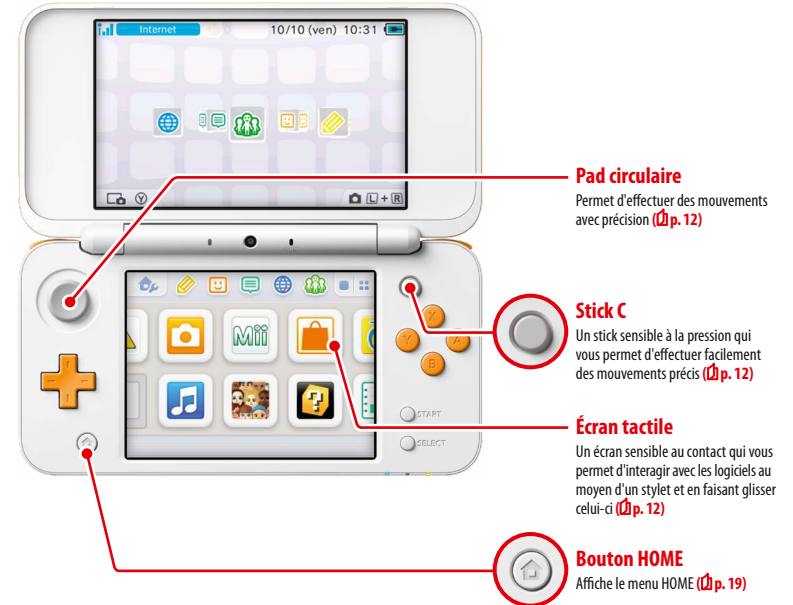 Internet 10/10 (ven) 10:31
Y L + R
Pad circulaire
Permet d'effectuer des mouvements
avec précision (p. 12)
Mii
X
Y A
B
Stick C
Un stick sensible à la pression qui
vous permet d'effectuer facilement
des mouvements précis (p. 12)
START
SELECT
Écran tactile
Un écran sensible au contact qui vous
permet d'interagir avec les logiciels au
moyen d'un stylet et en faisant glisser
celui-ci (p. 12)
Bouton HOME
Affiche le menu HOME (p. 19)